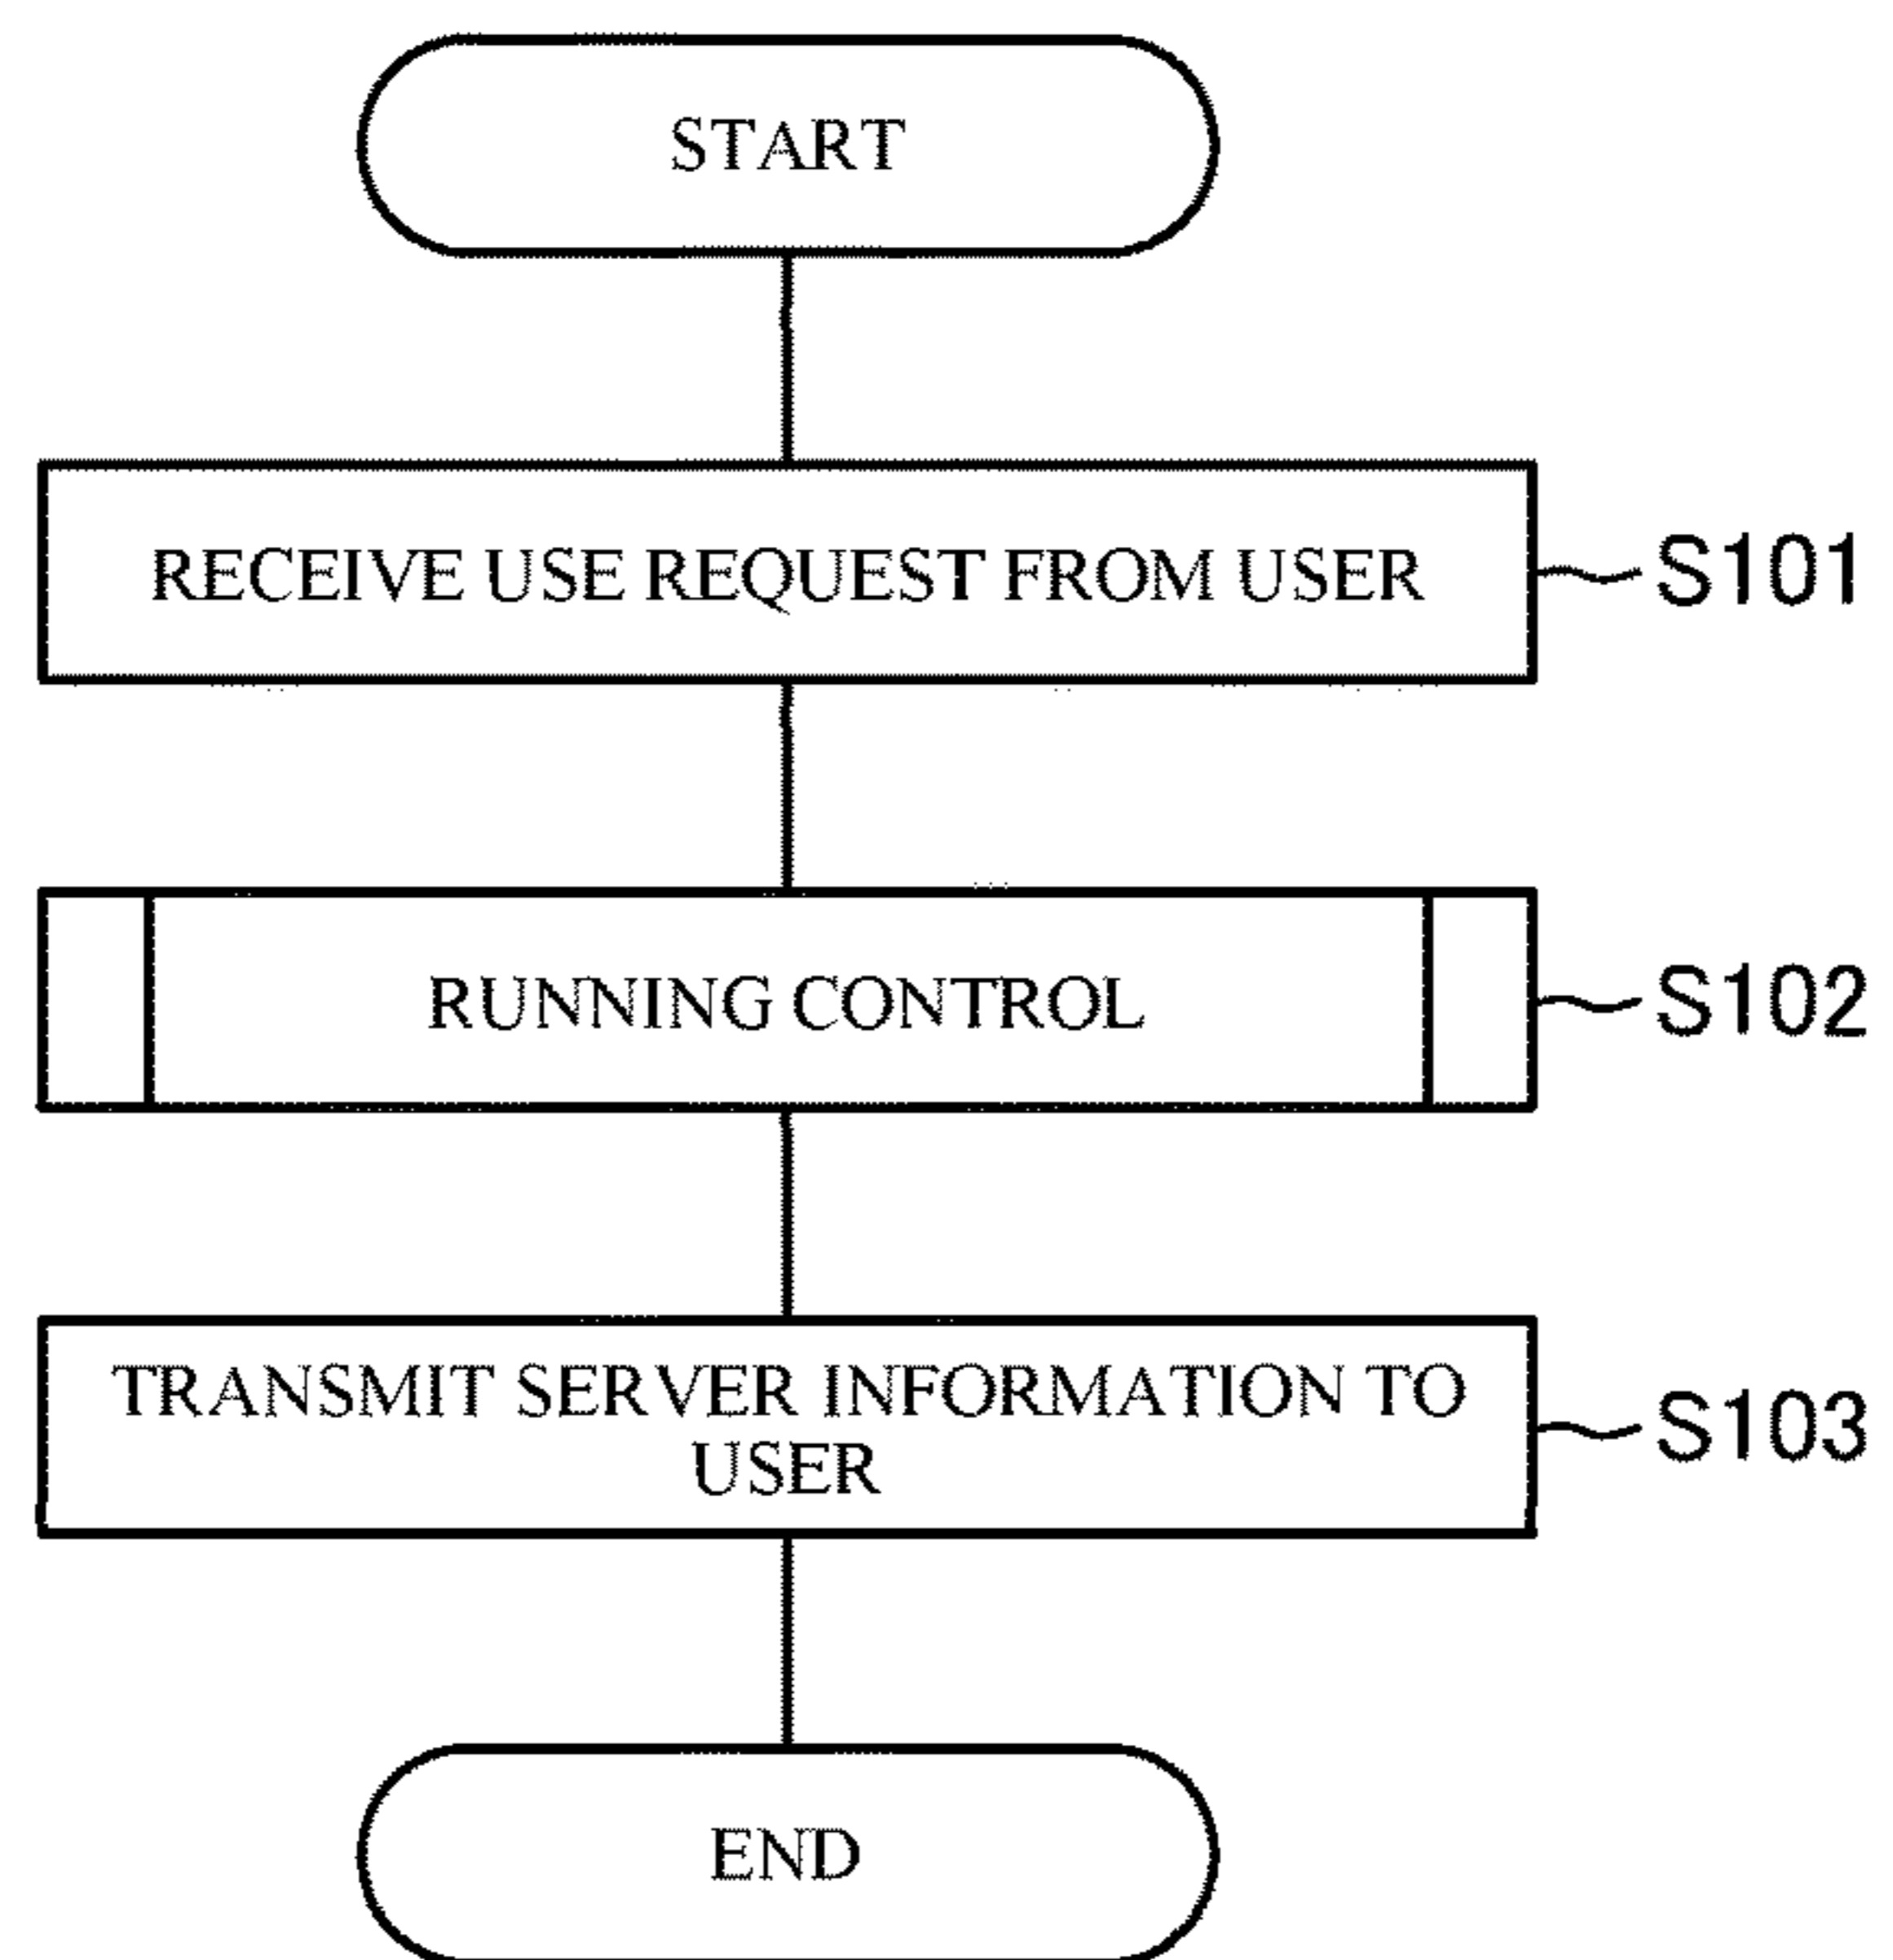 START
RECEIVE USE REQUEST FROM USER
S101
RUNNING CONTROL
S102
TRANSMIT SERVER INFORMATION TO
USER
S103
END